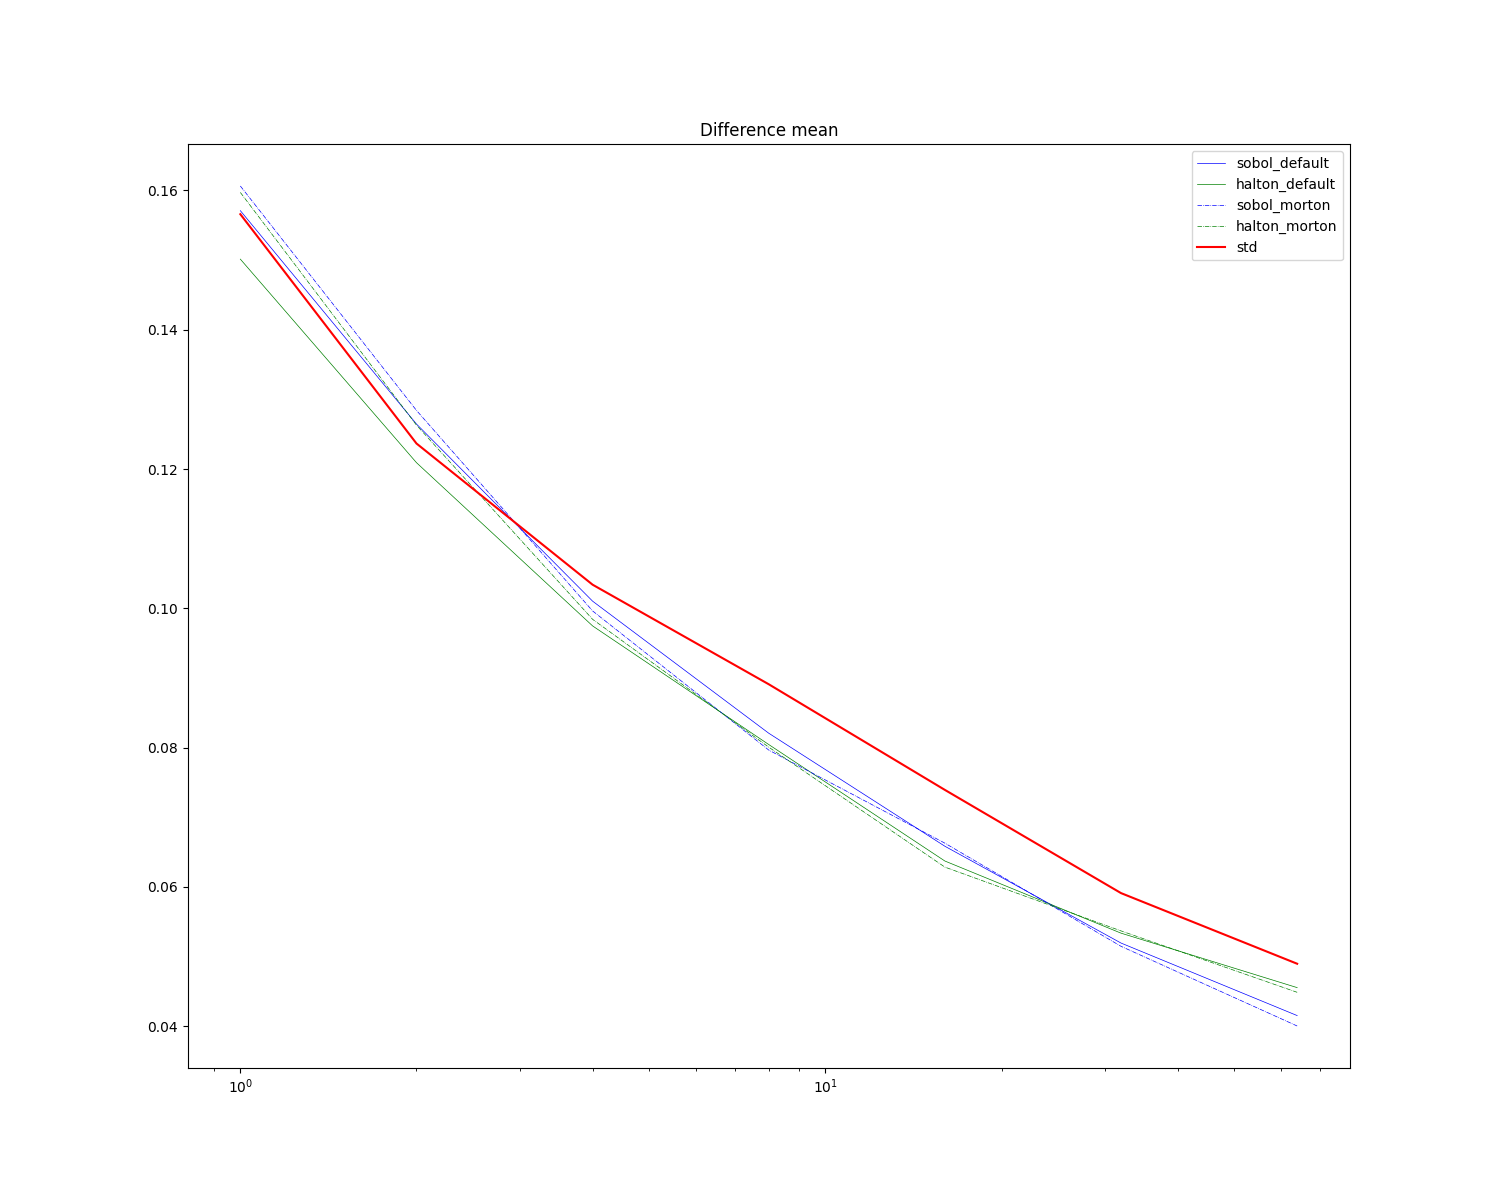 Difference mean
sobol_default
halton_default
sobol_morton
halton_morton
std
0.16
0.14
0.12
0.10
0.08
0.06
0.04
10⁰ 10¹